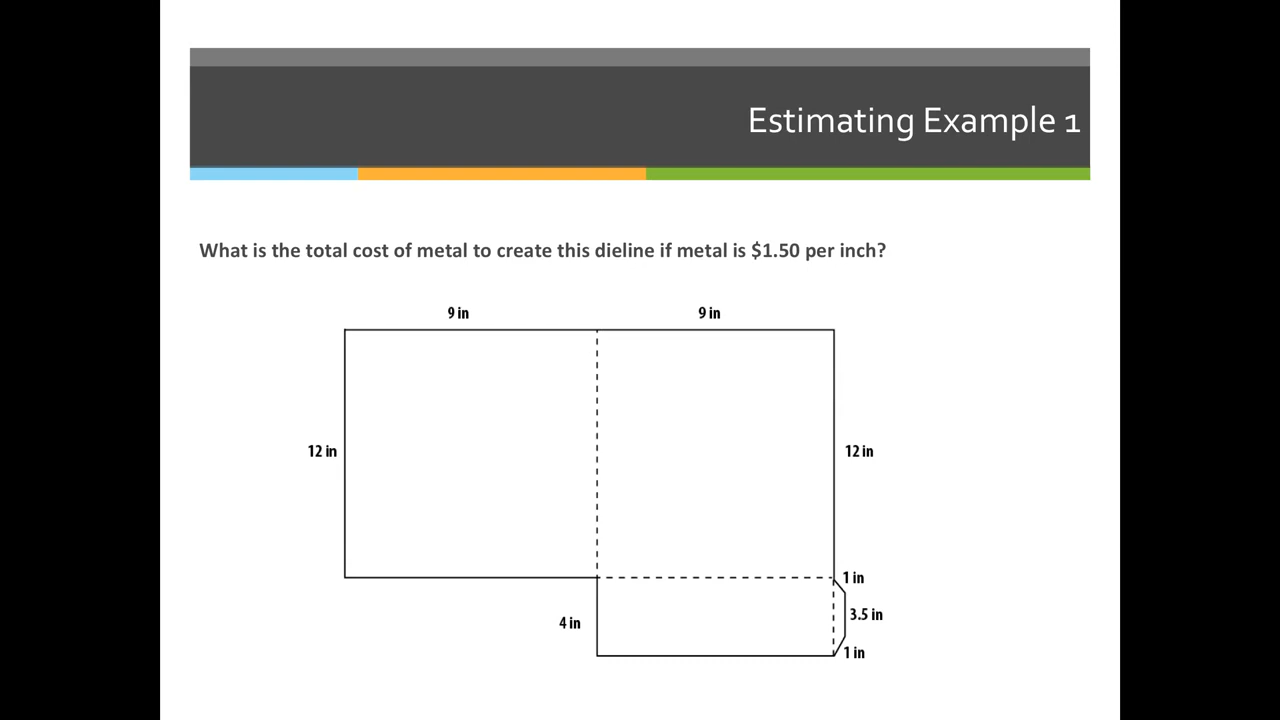 Estimating Example 1
What is the total cost of metal to create this dieline if metal is $1.50 per inch?
9 in
9 in
12 in
12 in
1 in
3.5 in
4 in
1 in